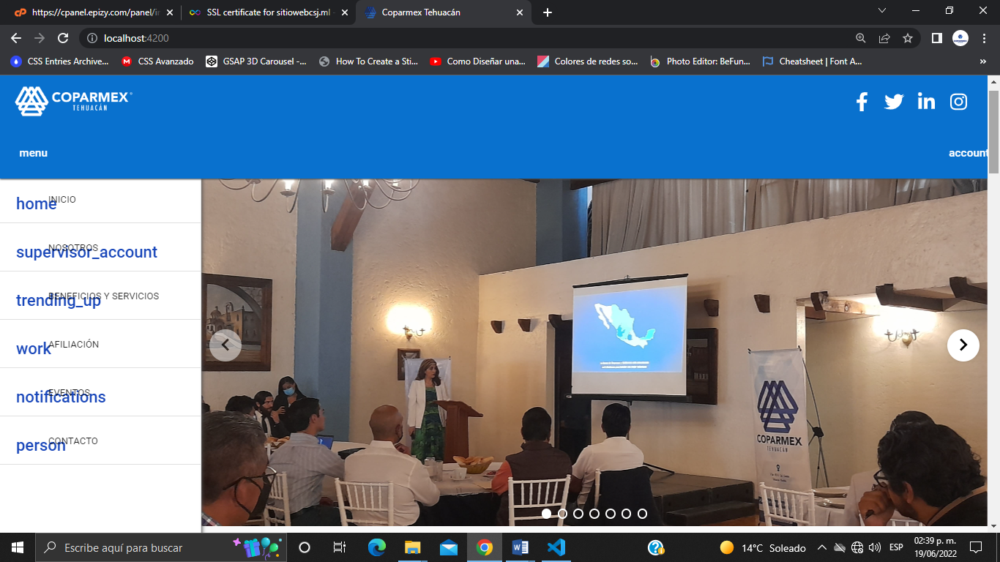 https://cpanel.epizy.com/panel/ir
SSL certificate for sitiowebcsj.ml -
Coparmex Tehuacán
localhost:4200
CSS Entries Archive...
CSS Avanzado
GSAP 3D Carousel -...
How To Create a Sti...
Como Diseñar una...
Colores de redes so...
Photo Editor: BeFun...
Cheatsheet | Font A...
»
COPARMEX
TEHUACÁN
menu
account
home
INICIO
supervisor_account
NOSOTROS
trending_up
BENEFICIOS Y SERVICIOS
work
AFILIACIÓN
notifications
EVENTOS
person
CONTACTO
COPARMEX
TEHUACÁN
Escribe aquí para buscar
14°C Soleado
ESP
02:39 p. m.
19/06/2022